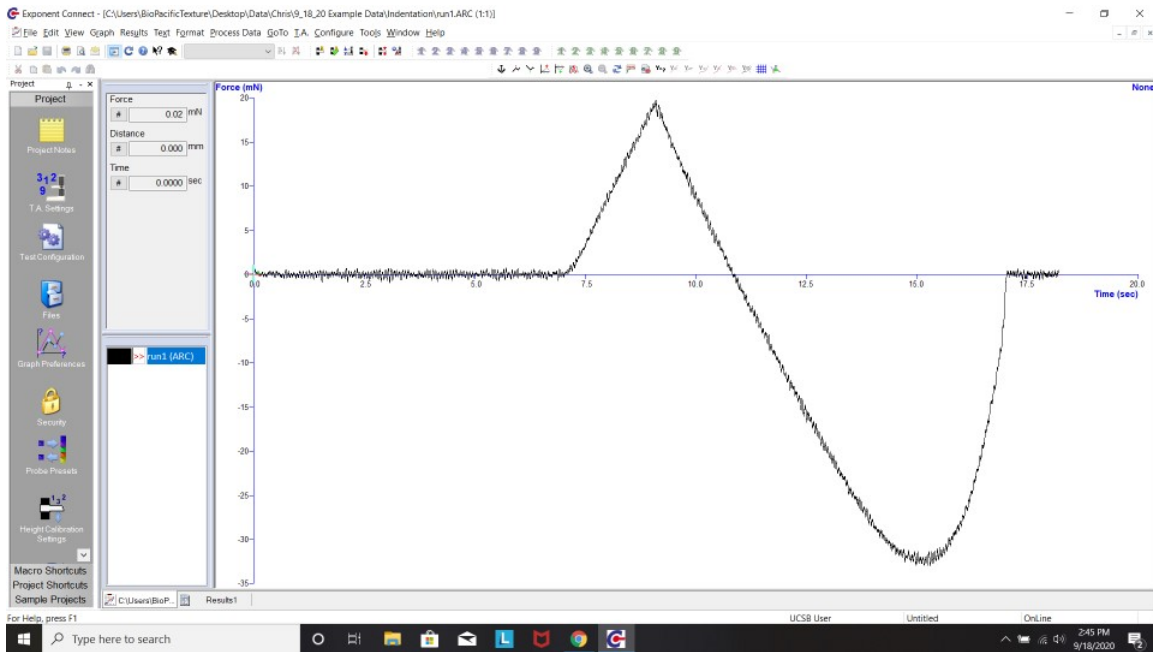 Exponent Connect - [C:\Users\BioPacificTexture\Desktop\Data\Chris\9_18_20 Example Data\Indentation\run1.ARC (1:1)]
File Edit View Graph Results Text Format Process Data GoTo T.A. Configure Tools Window Help
Project
Project
Project Notes
T.A. Settings
Test Configuration
Files
Graph Preferences
Security
Probe Presets
Height Calibration
Settings
Macro Shortcuts
Project Shortcuts
Sample Projects
Force
# 0.02 mN
Distance
# 0.000 mm
Time
# 0.0000 sec
>> run1 (ARC)
Force (mN)
None
20
15
10
5
0
-5
-10
-15
-20
-25
-30
-35
0.0 2.5 5.0 7.5 10.0 12.5 15.0 17.5 20.0
Time (sec)
C:\Users\BioP... Results1
For Help, press F1 UCSB User Untitled OnLine
Type here to search
2:45 PM
9/18/2020